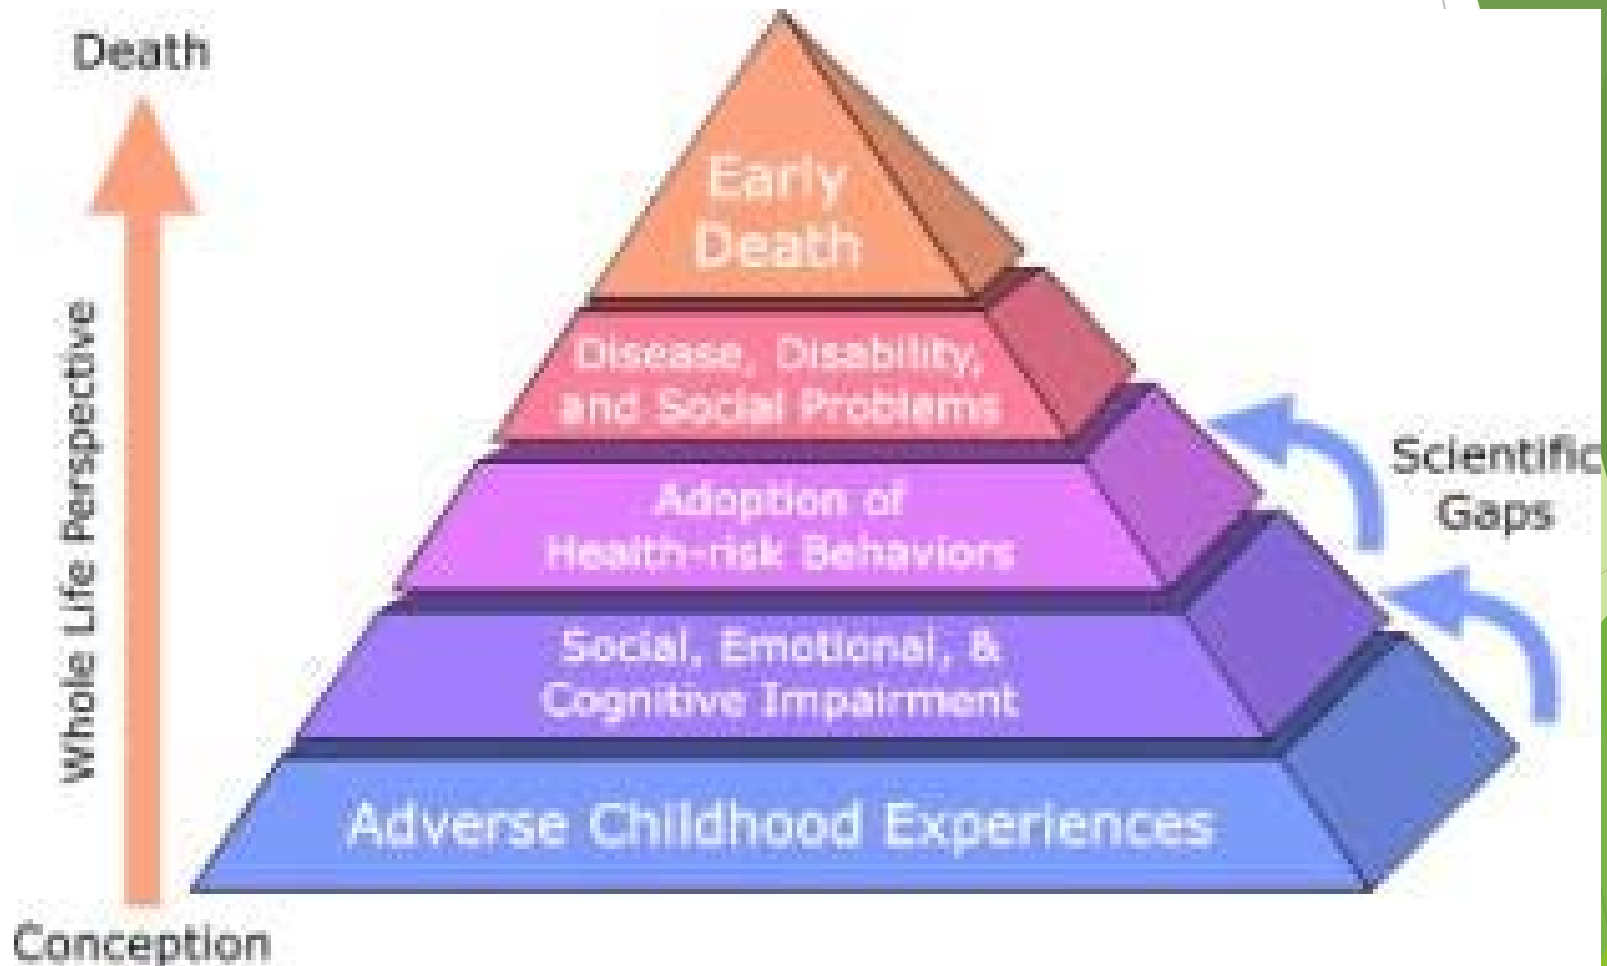 Death
Whole Life Perspective
Conception
Early
Death
Disease, Disability,
and Social Problems
Adoption of
Health-risk Behaviors
Social, Emotional, &
Cognitive Impairment
Adverse Childhood Experiences
Scientific
Gaps